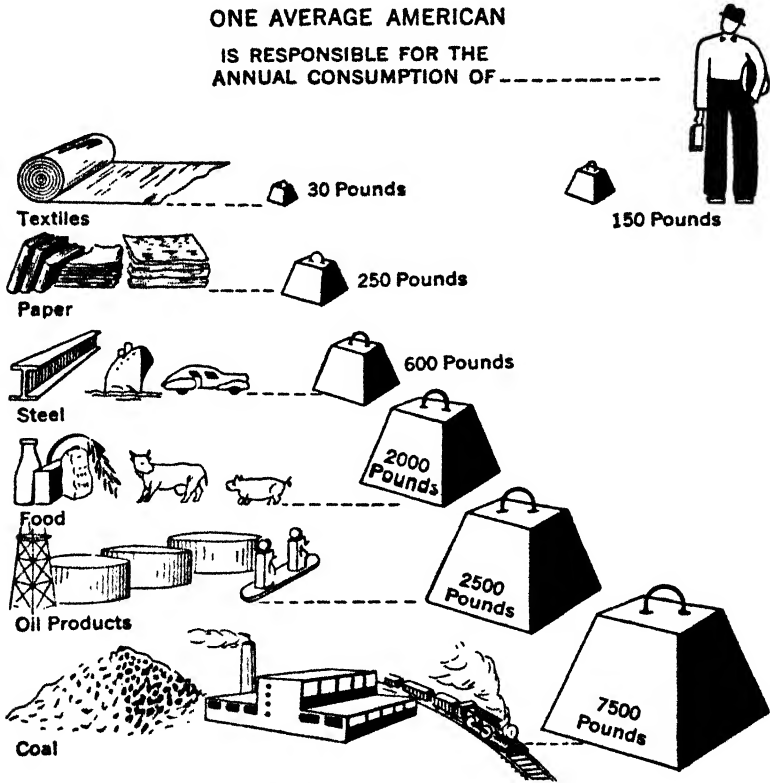 ONE AVERAGE AMERICAN
IS RESPONSIBLE FOR THE
ANNUAL CONSUMPTION OF
Textiles
30 Pounds
150 Pounds
Paper
250 Pounds
Steel
600 Pounds
Food
2000
Pounds
Oil Products
2500
Pounds
Coal
7500
Pounds